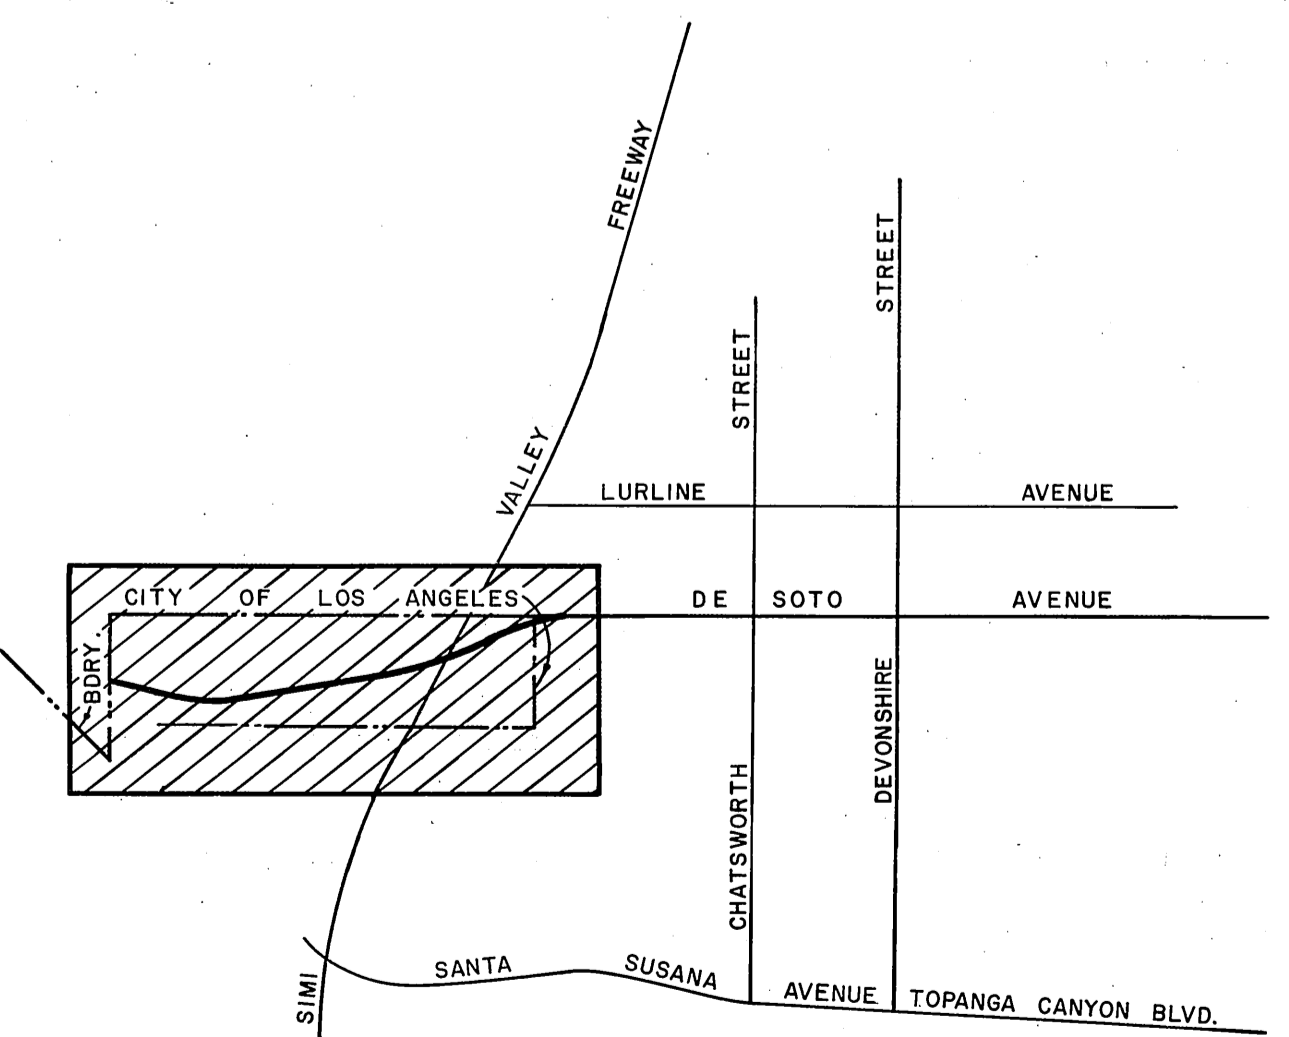 SIMI VALLEY FREEWAY
LURLINE AVENUE
CITY OF LOS ANGELES
BDRY.
DE SOTO AVENUE
CHATSWORTH STREET
DEVONSHIRE STREET
SANTA SUSANA AVENUE
TOPANGA CANYON BLVD.